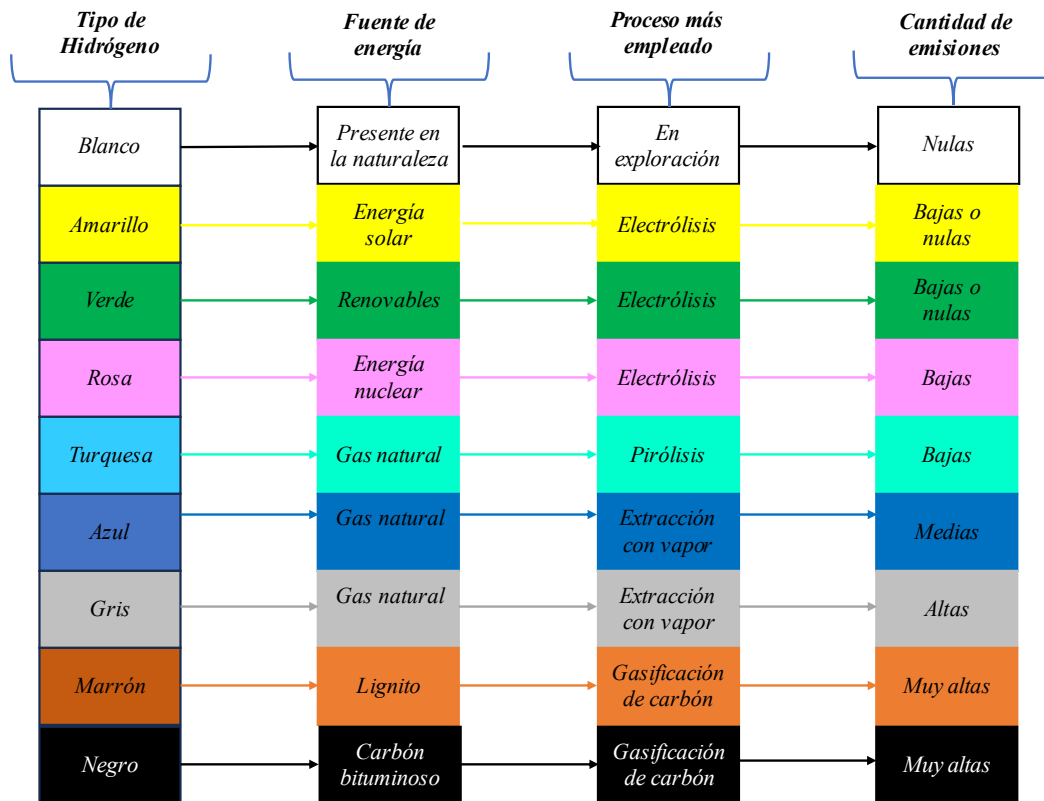 Tipo de
Hidrógeno
Fuente de
energía
Proceso más
empleado
Cantidad de
emisiones
Blanco
Presente en
la naturaleza
En
exploración
Nulas
Amarillo
Energía
solar
Electrólisis
Bajas o
nulas
Verde
Renovables
Electrólisis
Bajas o
nulas
Rosa
Energía
nuclear
Electrólisis
Bajas
Turquesa
Gas natural
Pirólisis
Bajas
Azul
Gas natural
Extracción
con vapor
Medias
Gris
Gas natural
Extracción
con vapor
Altas
Marrón
Lignito
Gasificación
de carbón
Muy altas
Negro
Carbón
bituminoso
Gasificación
de carbón
Muy altas